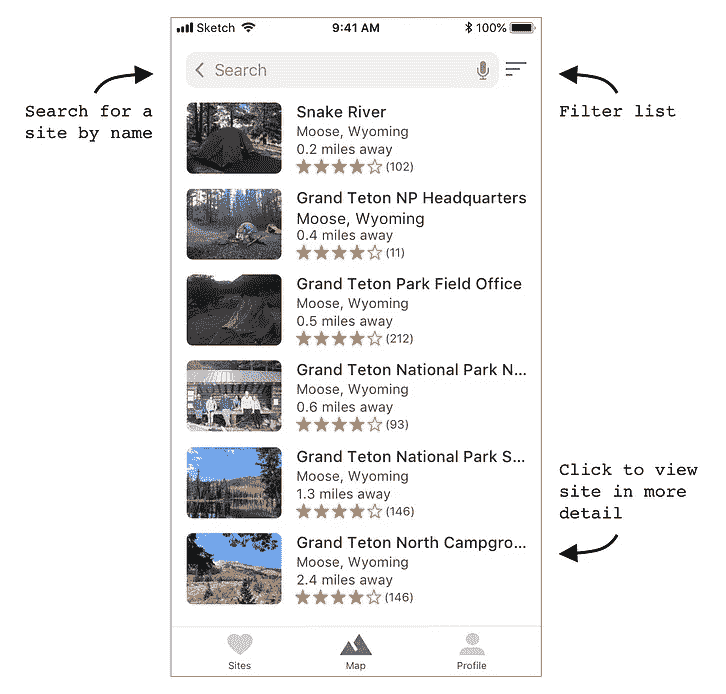 Sketch 9:41 AM 100%
Search
Search for a
site by name
Filter list
Snake River
Moose, Wyoming
0.2 miles away
(102)
Grand Teton NP Headquarters
Moose, Wyoming
0.4 miles away
(11)
Grand Teton Park Field Office
Moose, Wyoming
0.5 miles away
(212)
Grand Teton National Park N...
Moose, Wyoming
0.6 miles away
(93)
Grand Teton National Park S...
Moose, Wyoming
1.3 miles away
(146)
Click to view
site in more
detail
Grand Teton North Campgro...
Moose, Wyoming
2.4 miles away
(146)
Sites Map Profile